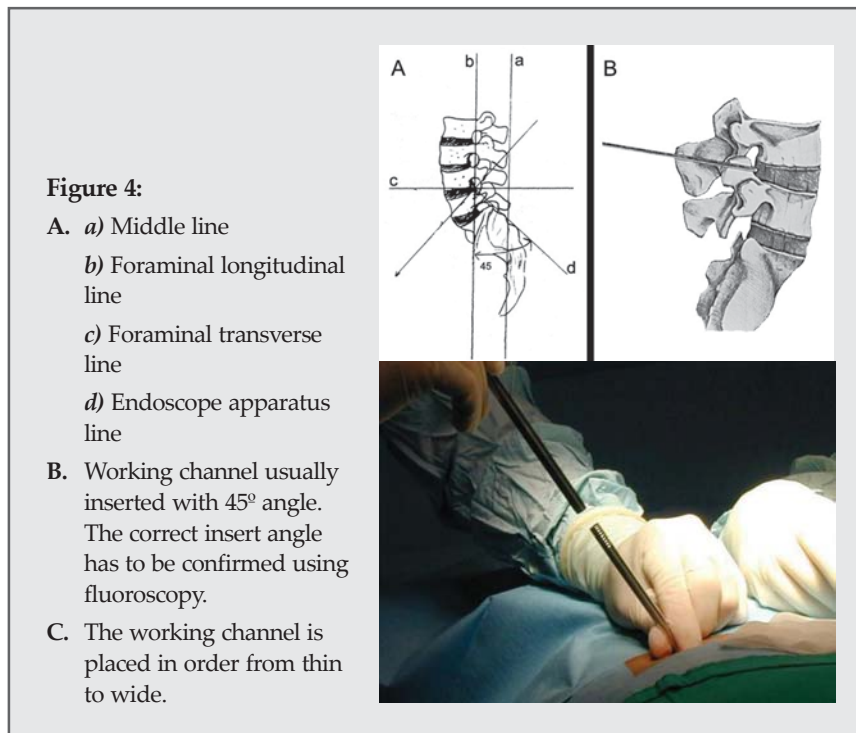 Figure 4:
A. a) Middle line
b) Foraminal longitudinal
line
c) Foraminal transverse
line
d) Endoscope apparatus
line
B. Working channel usually
inserted with 45º angle.
The correct insert angle
has to be confirmed using
fluoroscopy.
C. The working channel is
placed in order from thin
to wide.
A
b
a
c
45
d
B